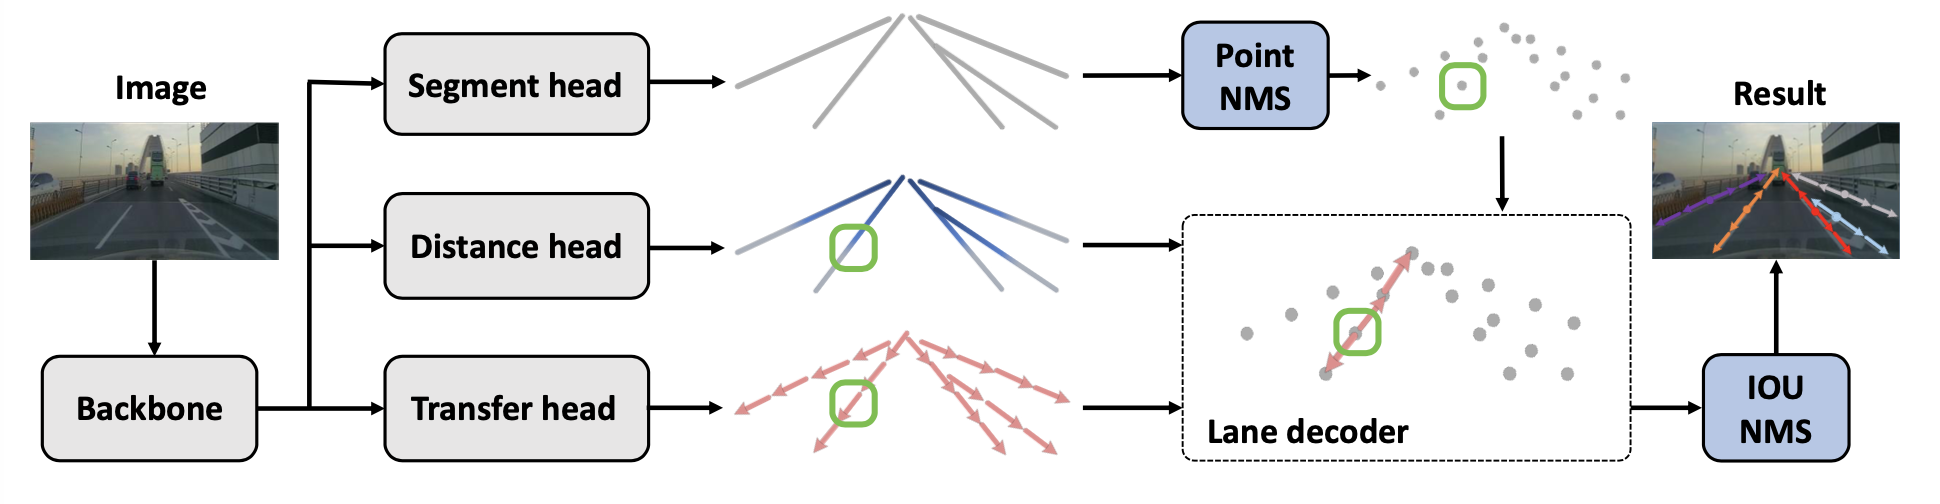 Image
Segment head
Point
NMS
Result
Distance head
Backbone
Transfer head
Lane decoder
IOU
NMS